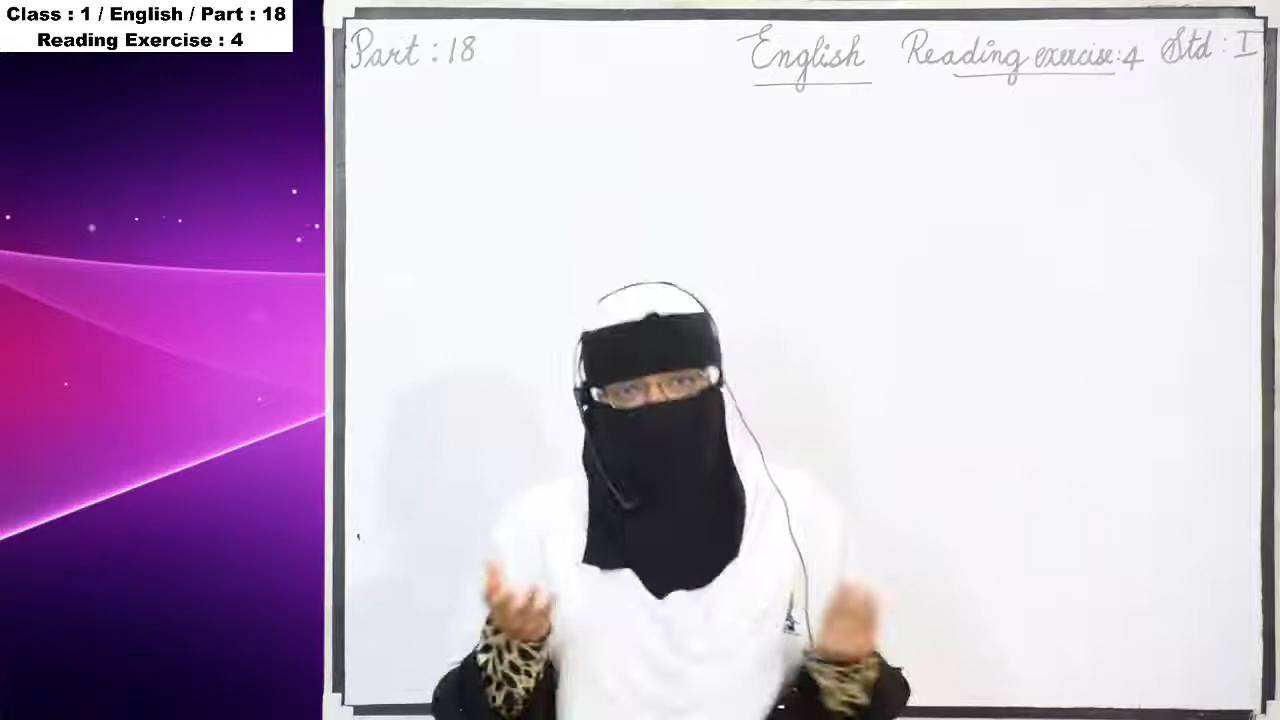 Class : 1 / English / Part : 18
Reading Exercise : 4
Part : 18 English Reading exercise: 4 Std : I